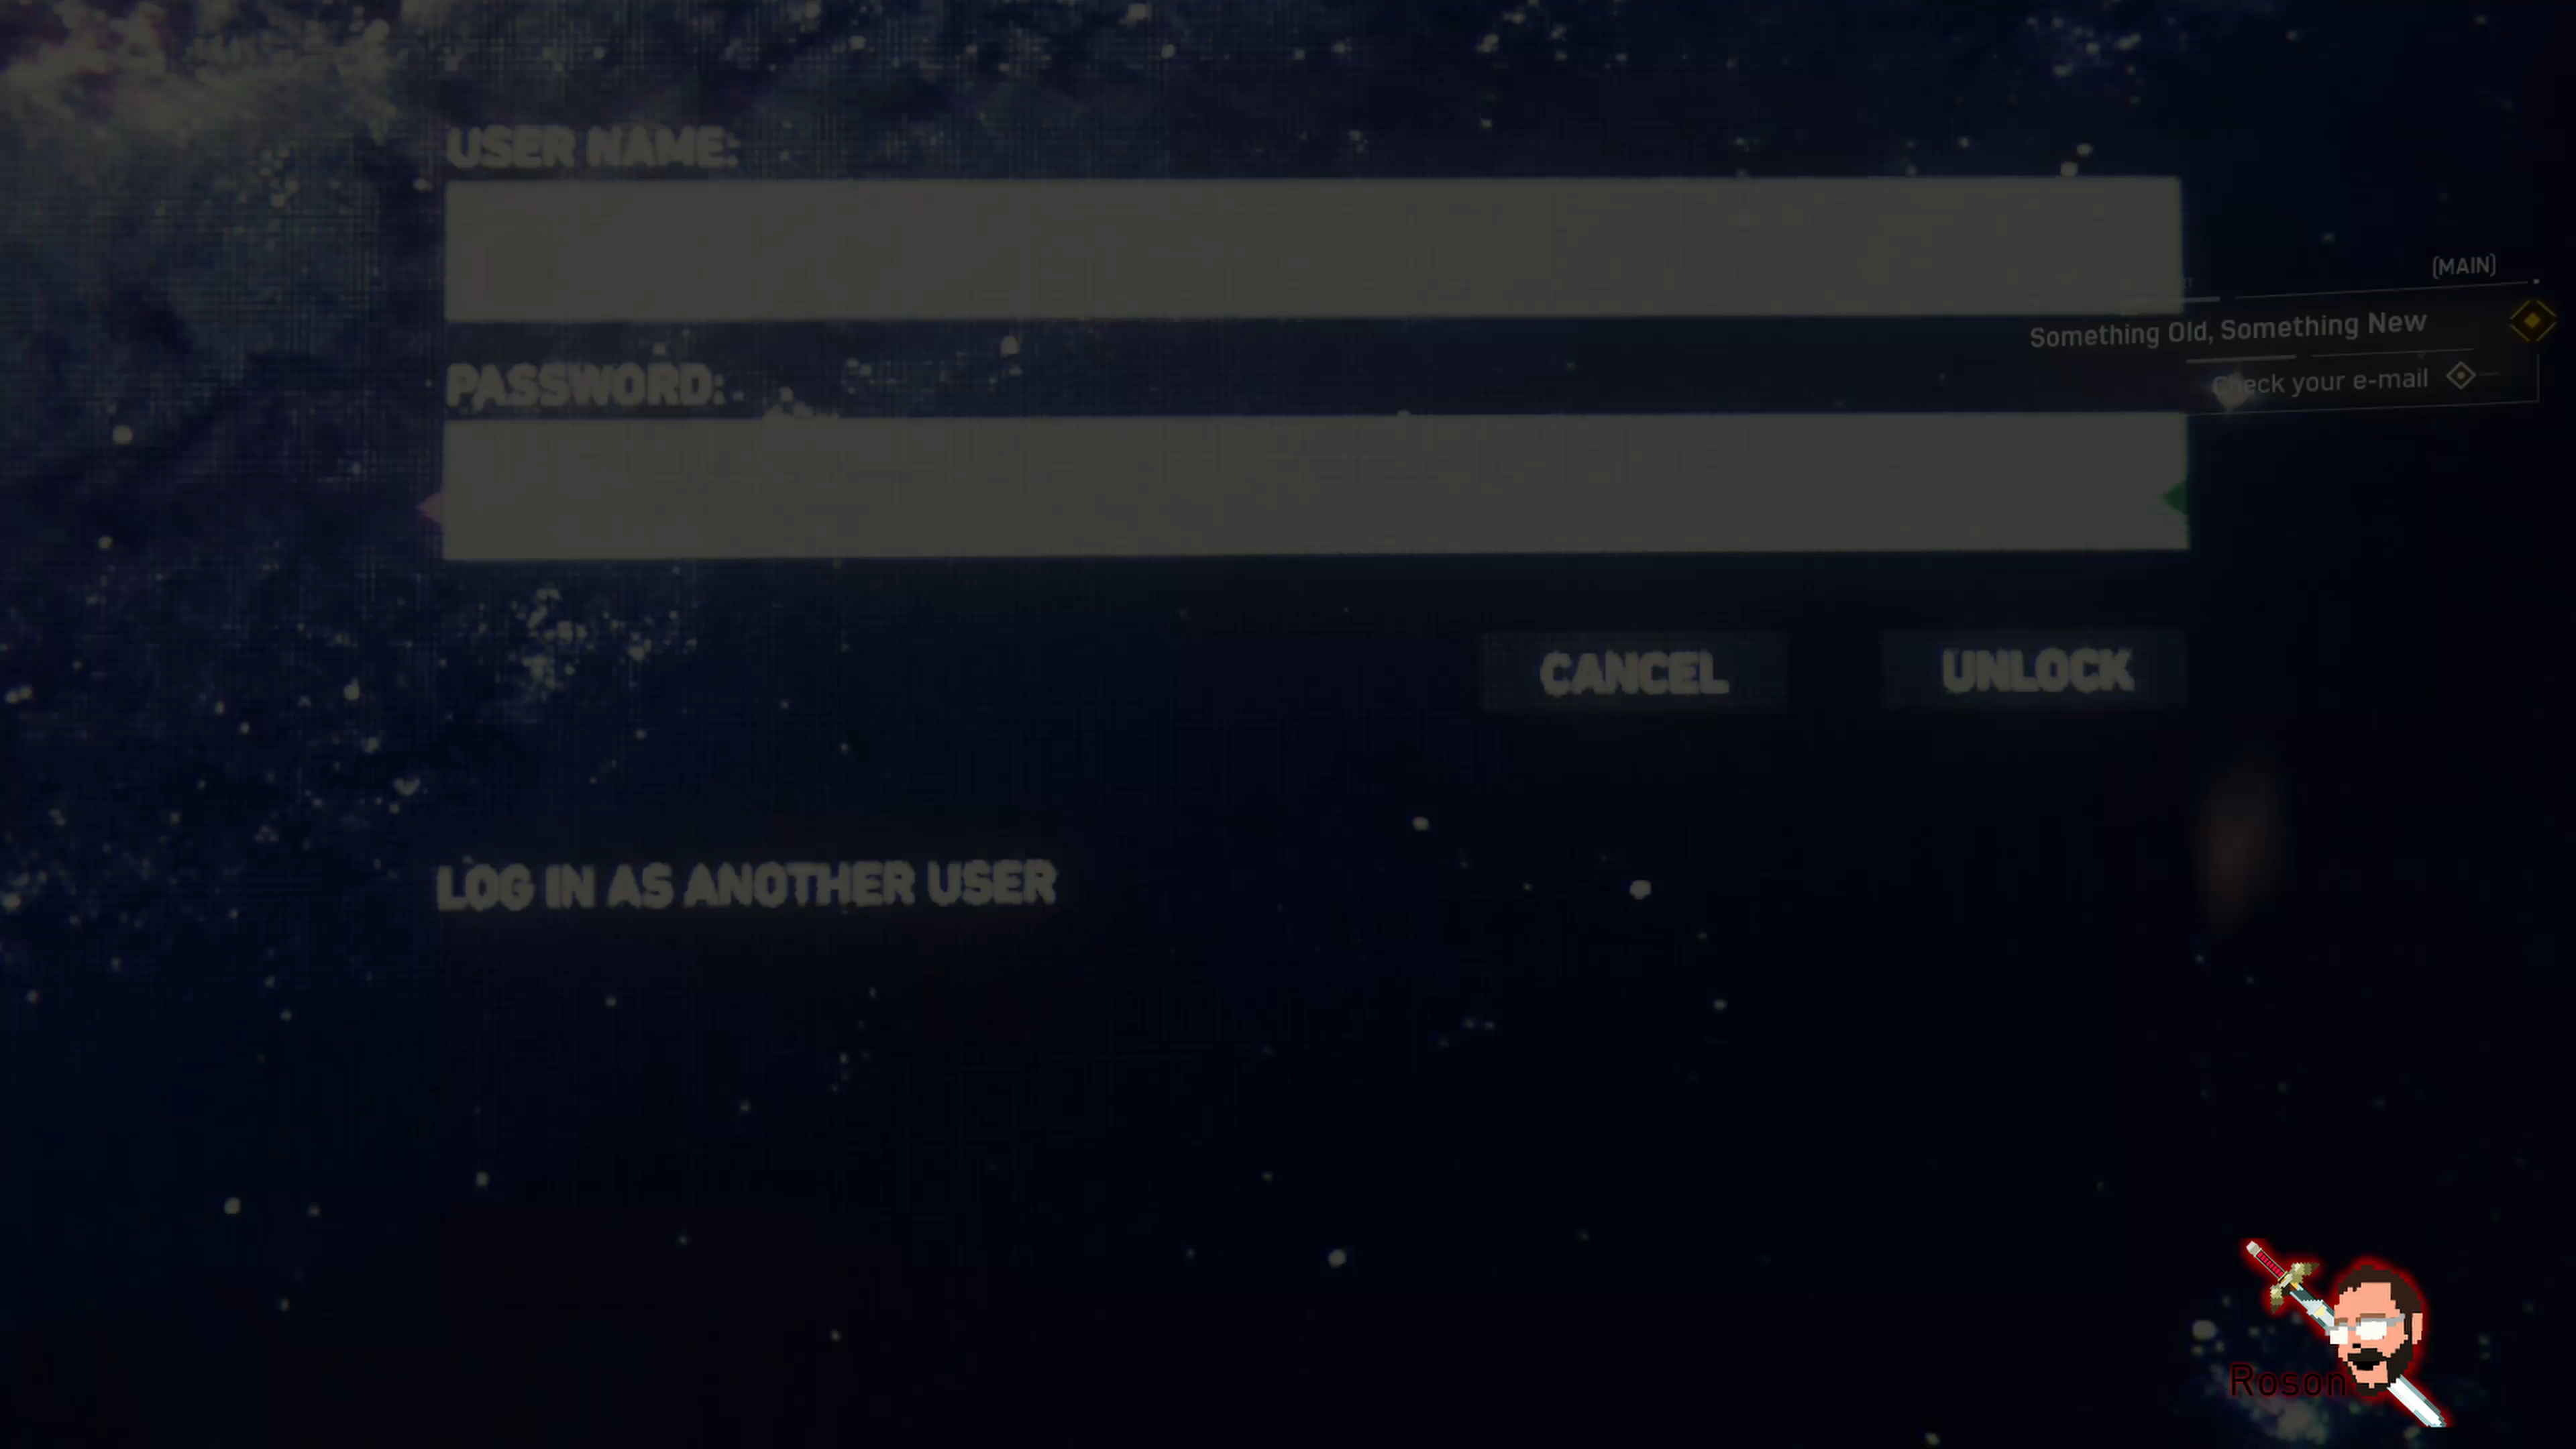 USER NAME:
(MAIN)
Something Old, Something New
PASSWORD:
Check your e-mail
CANCEL
UNLOCK
LOG IN AS ANOTHER USER
Roson